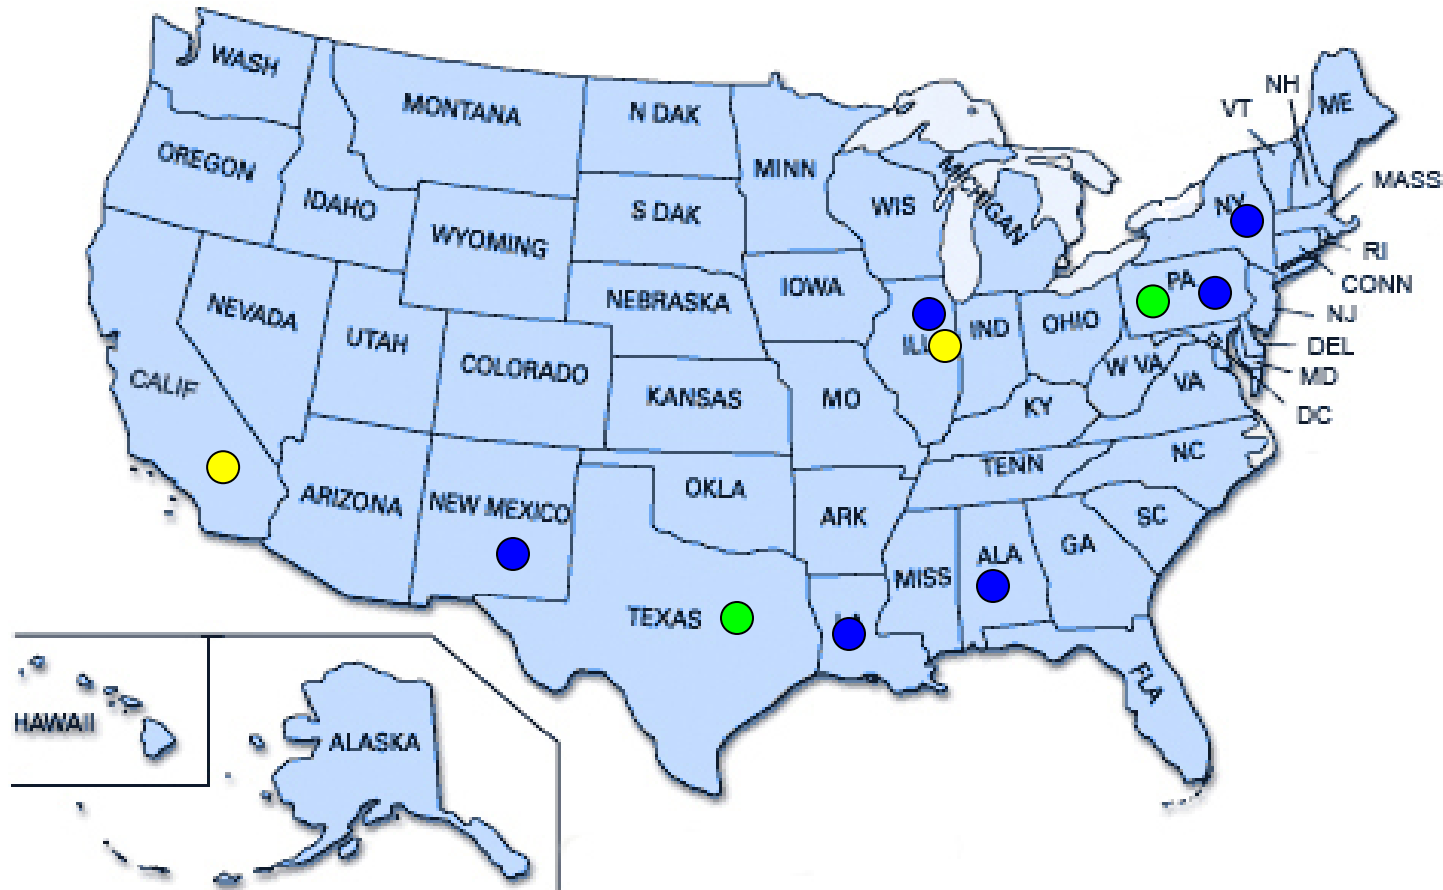 WASH
MONTANA
N DAK
MINN
OREGON
IDAHO
WYOMING
S DAK
WIS
MICHIGAN
NH
VT
ME
MASS
NY
RI
CONN
NJ
DEL
MD
DC
NEVADA
UTAH
COLORADO
NEBRASKA
IOWA
IND
OHIO
PA
CALIF
KANSAS
MO
KY
W VA
VA
ARIZONA
NEW MEXICO
OKLA
ARK
TENN
NC
SC
TEXAS
MISS
ALA
GA
FLA
HAWAII
ALASKA